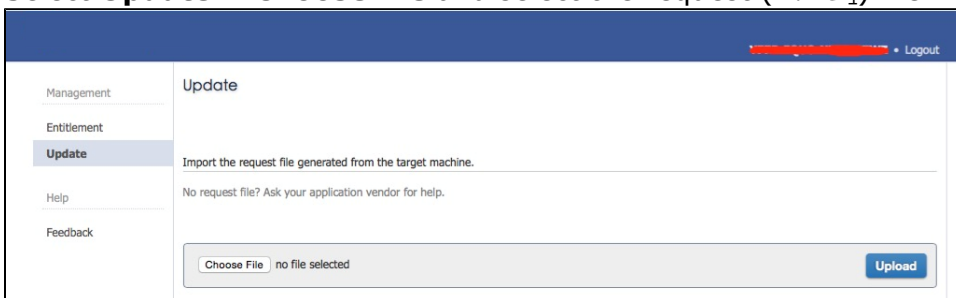 • Logout
Management
Update
Entitlement
Update
Import the request file generated from the target machine.
Help
No request file? Ask your application vendor for help.
Feedback
Choose File no file selected
Upload